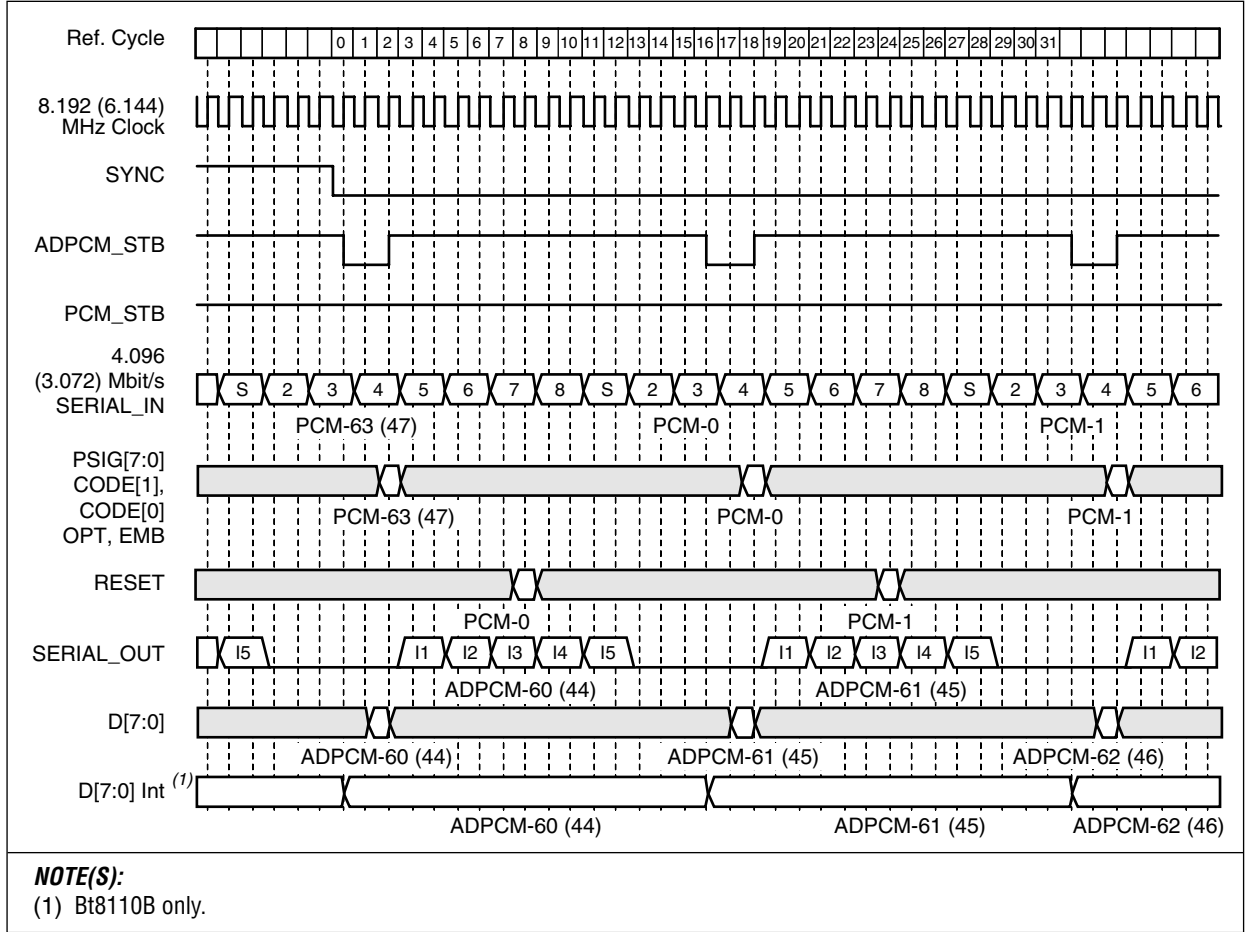 Ref. Cycle
0 1 2 3 4 5 6 7 8 9 10 11 12 13 14 15 16 17 18 19 20 21 22 23 24 25 26 27 28 29 30 31
8.192 (6.144)
MHz Clock
SYNC
ADPCM_STB
PCM_STB
4.096
(3.072) Mbit/s
SERIAL_IN
S 2 3 4 5 6 7 8 S 2 3 4 5 6 7 8 S 2 3 4 5 6
PCM-63 (47) PCM-0 PCM-1
PSIG[7:0]
CODE[1],
CODE[0]
OPT, EMB
PCM-63 (47) PCM-0 PCM-1
RESET
PCM-0 PCM-1
SERIAL_OUT
I5 I1 I2 I3 I4 I5 I1 I2 I3 I4 I5 I1 I2
ADPCM-60 (44) ADPCM-61 (45)
D[7:0]
ADPCM-60 (44) ADPCM-61 (45) ADPCM-62 (46)
D[7:0] Int (1)
ADPCM-60 (44) ADPCM-61 (45) ADPCM-62 (46)
NOTE(S):
(1) Bt8110B only.